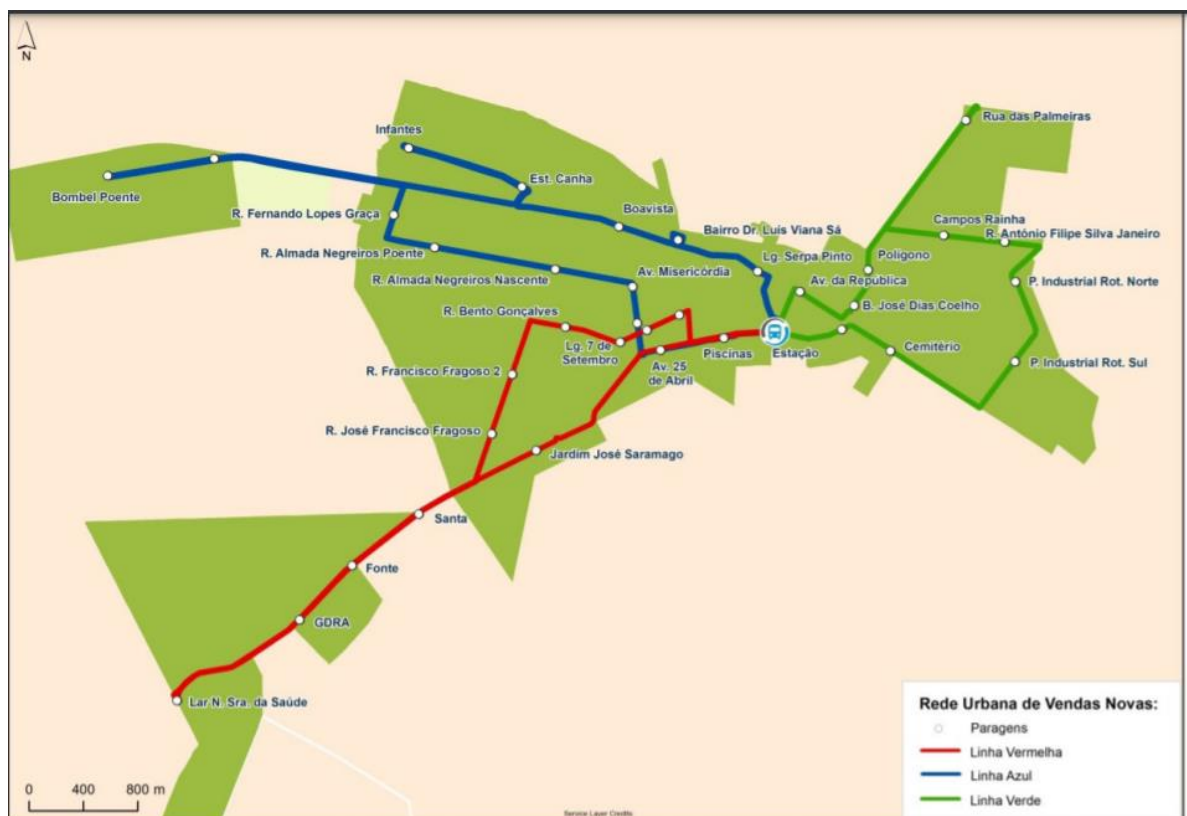 N
Rua das Palmeiras
Infantes
Est. Canha
Bombel Poente
Boavista
Campos Rainha
R. Fernando Lopes Graça
Bairro Dr. Luís Viana Sá
R. António Filipe Silva Janeiro
Lg. Serpa Pinto
Polígono
R. Almada Negreiros Poente
Av. Misericórdia
Av. da República
R. Almada Negreiros Nascente
P. Industrial Rot. Norte
B. José Dias Coelho
R. Bento Gonçalves
Lg. 7 de
Setembro
Piscinas
Estação
Cemitério
P. Industrial Rot. Sul
Av. 25
de Abril
R. Francisco Fragoso 2
R. José Francisco Fragoso
Jardim José Saramago
Santa
Fonte
GDRA
Lar N. Sra. da Saúde
Rede Urbana de Vendas Novas:
Paragens
Linha Vermelha
Linha Azul
Linha Verde
0 400 800 m
Service Layer Credits: